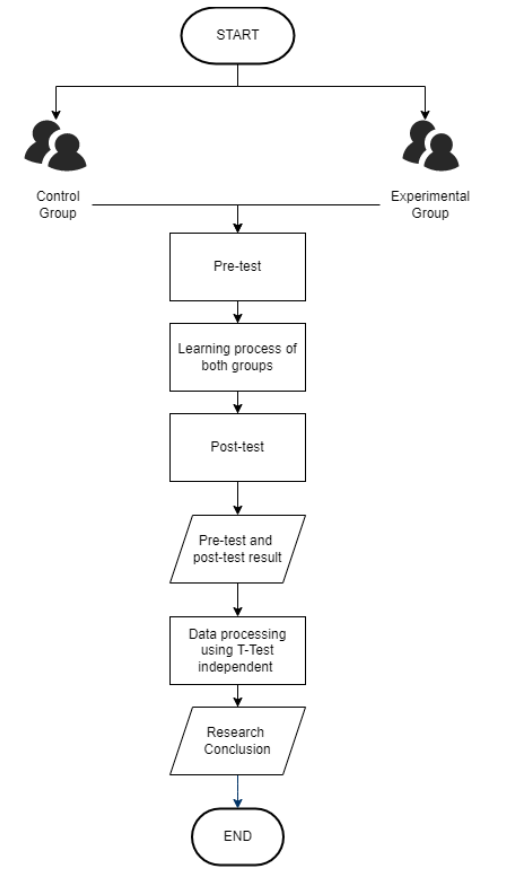 START
Control
Group
Experimental
Group
Pre-test
Learning process of
both groups
Post-test
Pre-test and
post-test result
Data processing
using T-Test
independent
Research
Conclusion
END